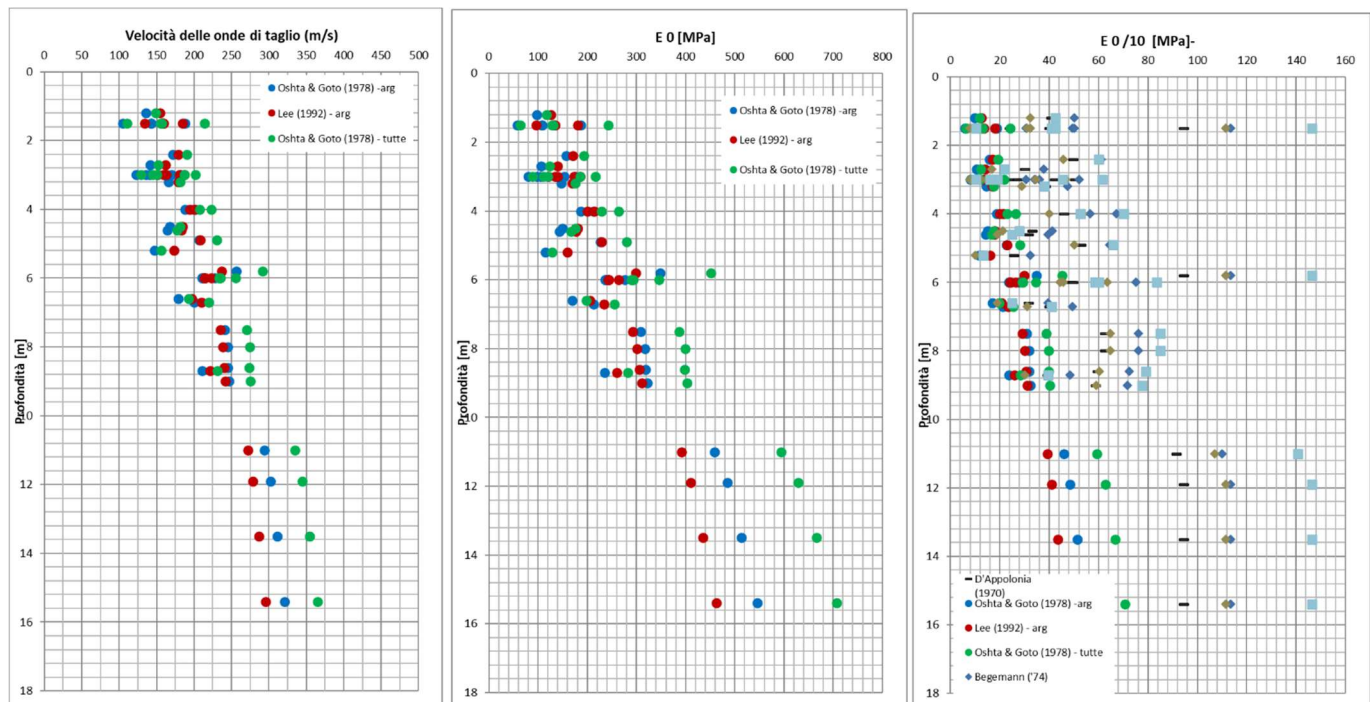 Velocità delle onde di taglio (m/s)
0 50 100 150 200 250 300 350 400 450 500
0
2
4
6
8
10
12
14
16
18
Profondità [m]
Oshta & Goto (1978) -arg
Lee (1992) - arg
Oshta & Goto (1978) - tutte
E 0 [MPa]
0 100 200 300 400 500 600 700 800
0
2
4
6
8
10
12
14
16
18
Profondità [m]
Oshta & Goto (1978) -arg
Lee (1992) - arg
Oshta & Goto (1978) - tutte
E 0 /10 [MPa]-
0 20 40 60 80 100 120 140 160
0
2
4
6
8
10
12
14
16
18
Profondità [m]
D'Appolonia
(1970)
Oshta & Goto (1978) -arg
Lee (1992) - arg
Oshta & Goto (1978) - tutte
Begemann ('74)